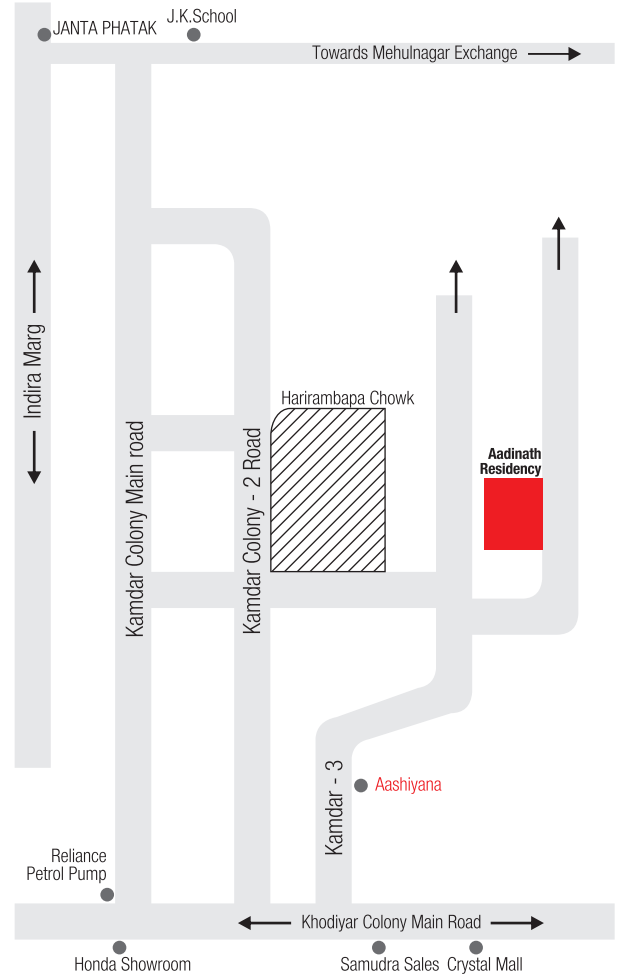 J.K.School
JANTA PHATAK
Towards Mehulnagar Exchange
Indira Marg
Harirambapa Chowk
Kamdar Colony Main road
Kamdar Colony - 2 Road
Aadinath
Residency
Kamdar - 3
Aashiyana
Reliance
Petrol Pump
Khodiyar Colony Main Road
Honda Showroom
Samudra Sales
Crystal Mall